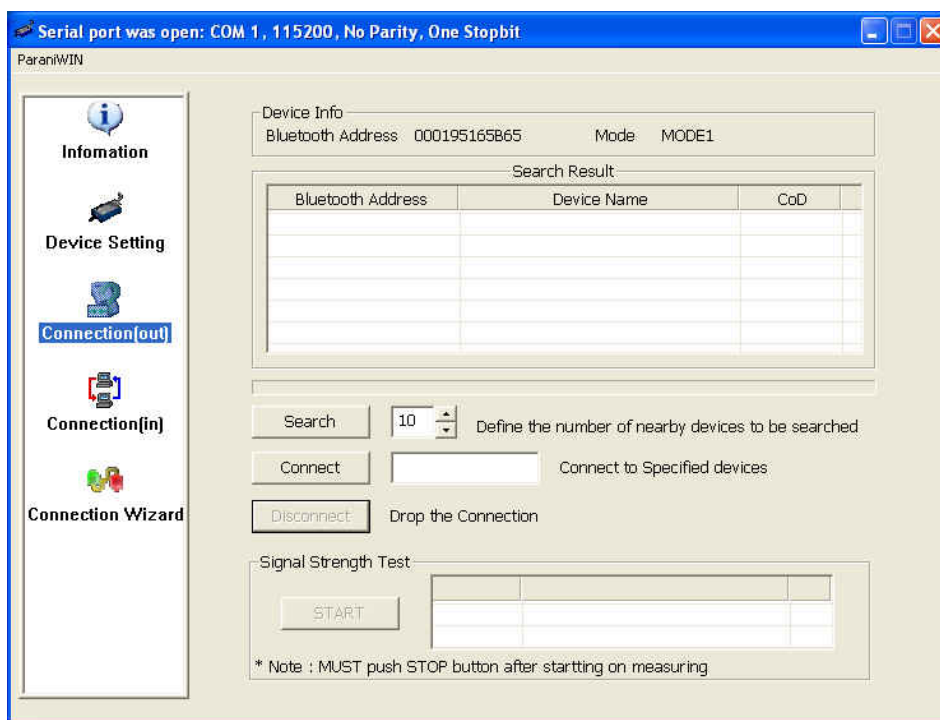 Serial port was open: COM 1, 115200, No Parity, One Stopbit
ParaniWIN
Infomation
Device Setting
Connection(out)
Connection(in)
Connection Wizard
Device Info
Bluetooth Address 000195165B65 Mode MODE1
Search Result
Bluetooth Address Device Name CoD
Search 10 Define the number of nearby devices to be searched
Connect Connect to Specified devices
Disconnect Drop the Connection
Signal Strength Test
START
* Note : MUST push STOP button after startting on measuring